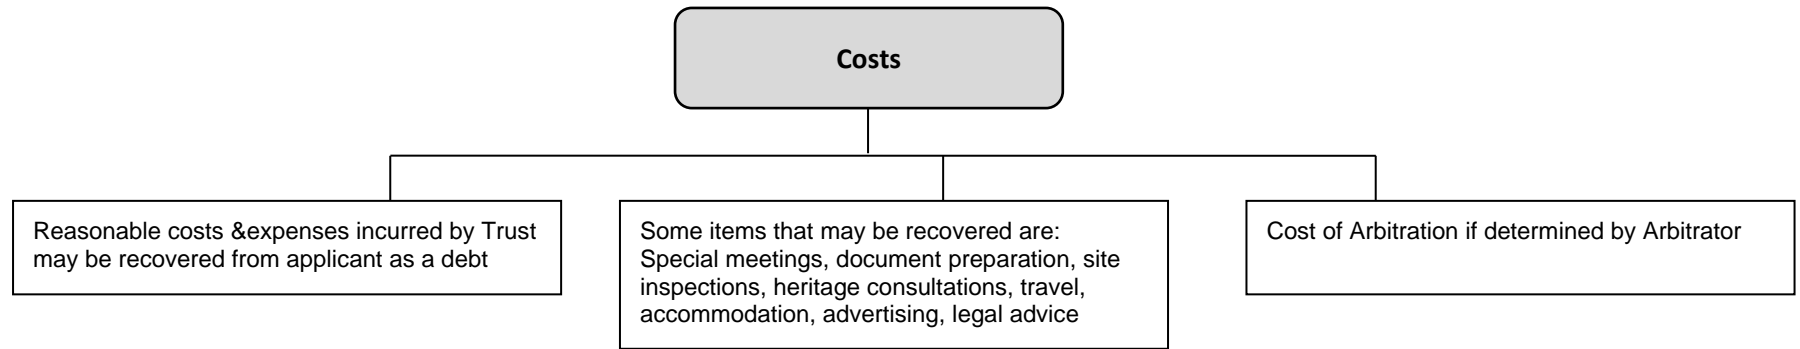 Costs
Reasonable costs &expenses incurred by Trust
may be recovered from applicant as a debt
Some items that may be recovered are:
Special meetings, document preparation, site
inspections, heritage consultations, travel,
accommodation, advertising, legal advice
Cost of Arbitration if determined by Arbitrator